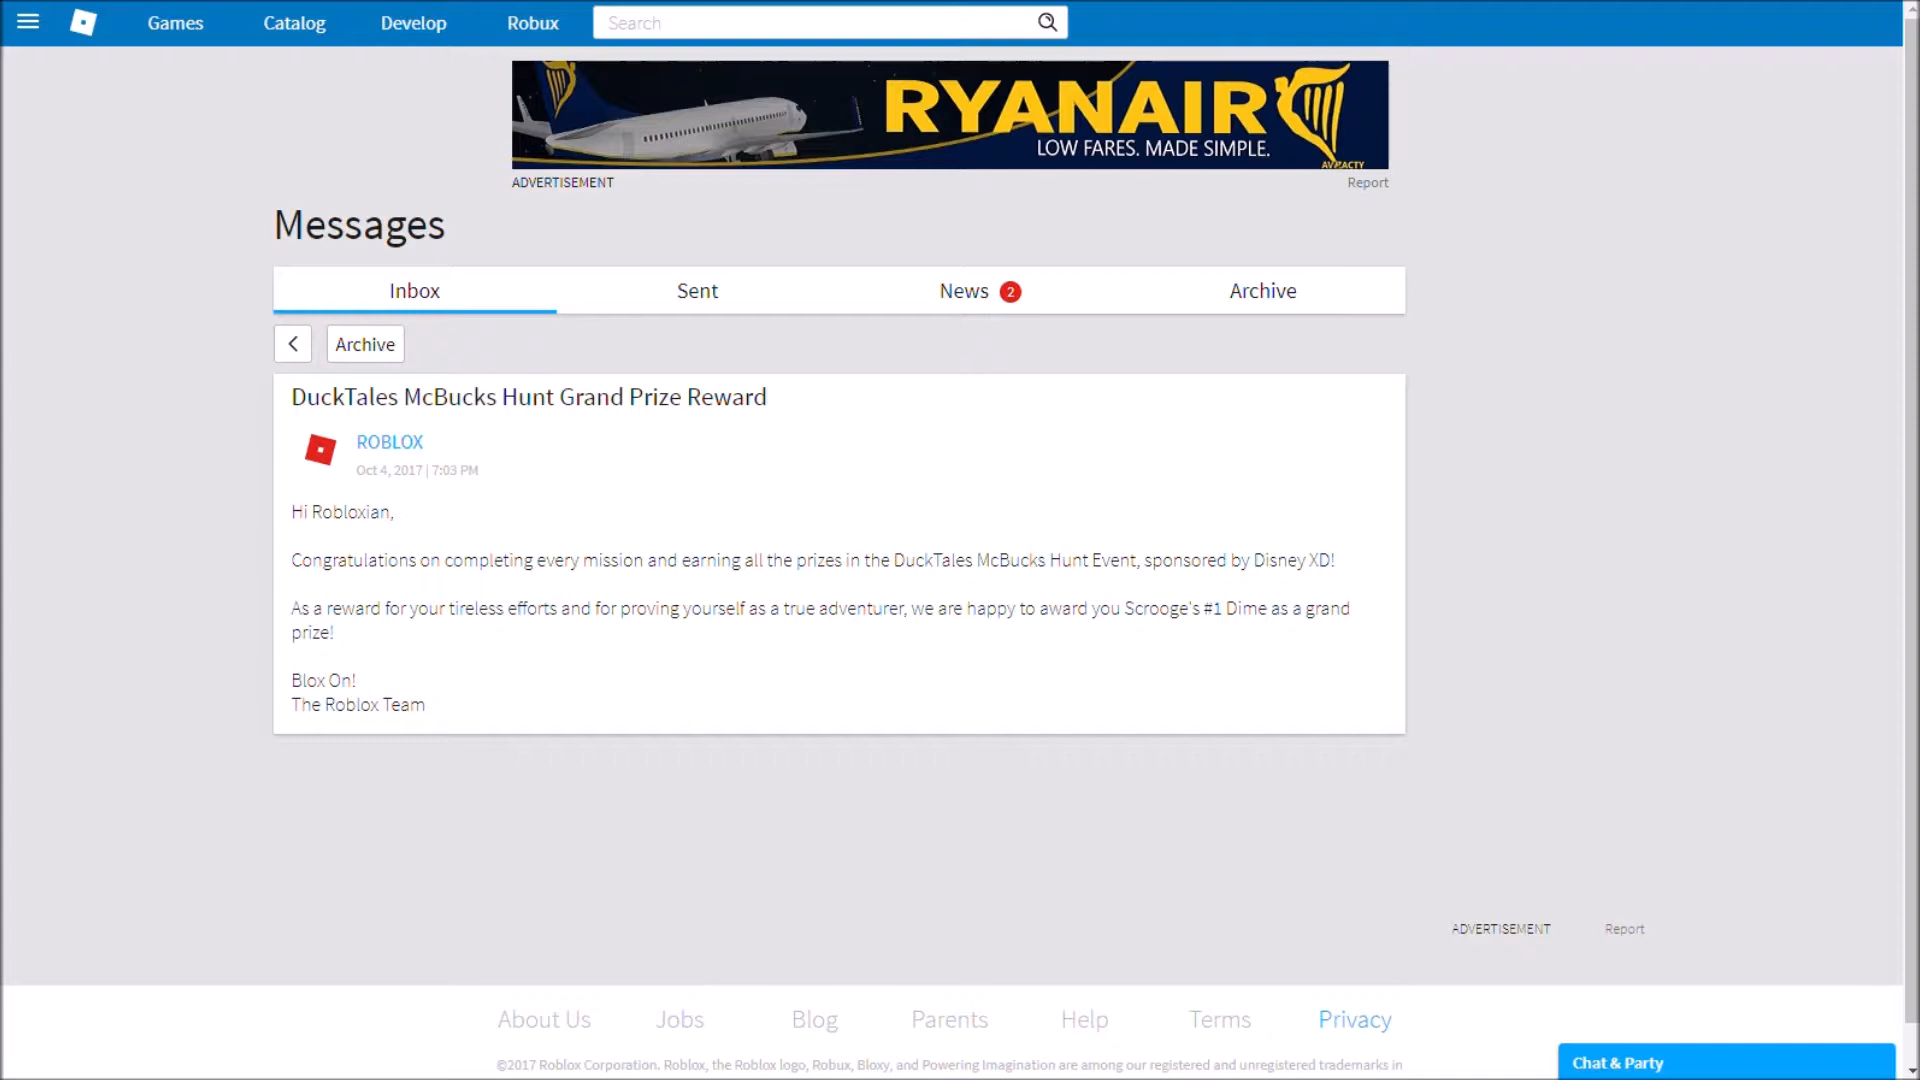 Games Catalog Develop Robux Search
RYANAIR
LOW FARES. MADE SIMPLE.
ADVERTISEMENT Report
Messages
Inbox Sent News 2 Archive
Archive
DuckTales McBucks Hunt Grand Prize Reward
ROBLOX
Oct 4, 2017 | 7:03 PM
Hi Robloxian,
Congratulations on completing every mission and earning all the prizes in the DuckTales McBucks Hunt Event, sponsored by Disney XD!
As a reward for your tireless efforts and for proving yourself as a true adventurer, we are happy to award you Scrooge's #1 Dime as a grand
prize!
Blox On!
The Roblox Team
ADVERTISEMENT Report
About Us Jobs Blog Parents Help Terms Privacy
©2017 Roblox Corporation. Roblox, the Roblox logo, Robux, Bloxy, and Powering Imagination are among our registered and unregistered trademarks in
Chat & Party